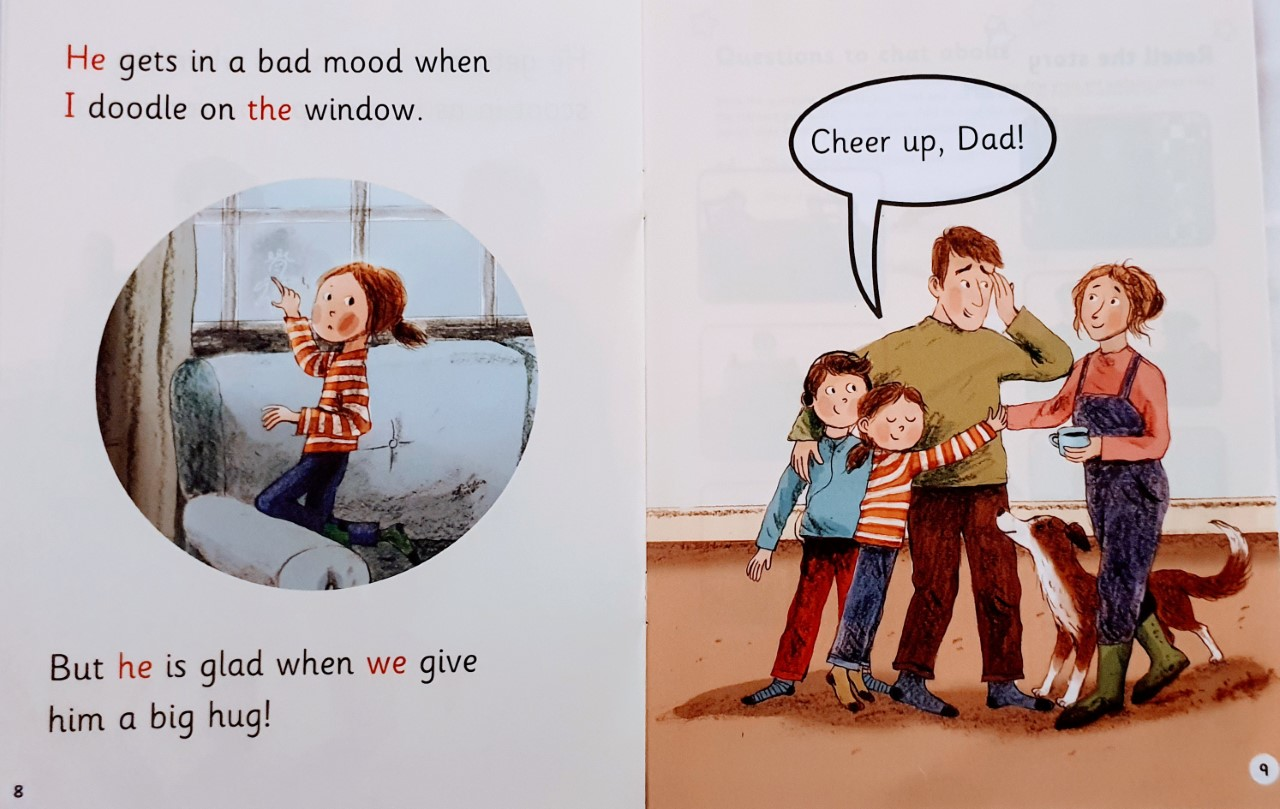 He gets in a bad mood when
I doodle on the window.
But he is glad when we give
him a big hug!
8
Cheer up, Dad!
9